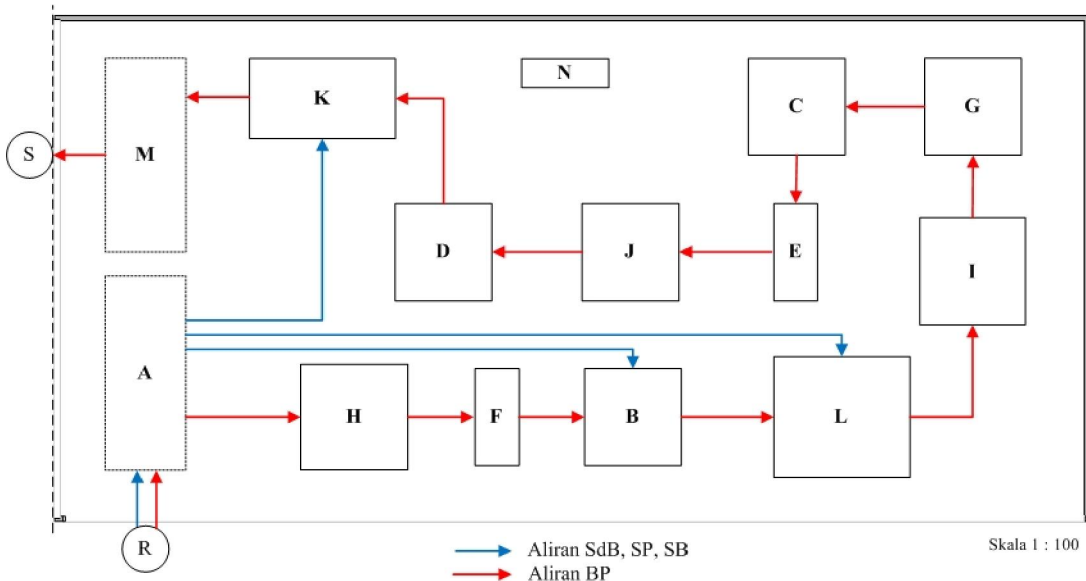 N
K
C
G
M
S
D
J
E
I
A
H
F
B
L
R
Aliran SdB, SP, SB
Aliran BP
Skala 1 : 100